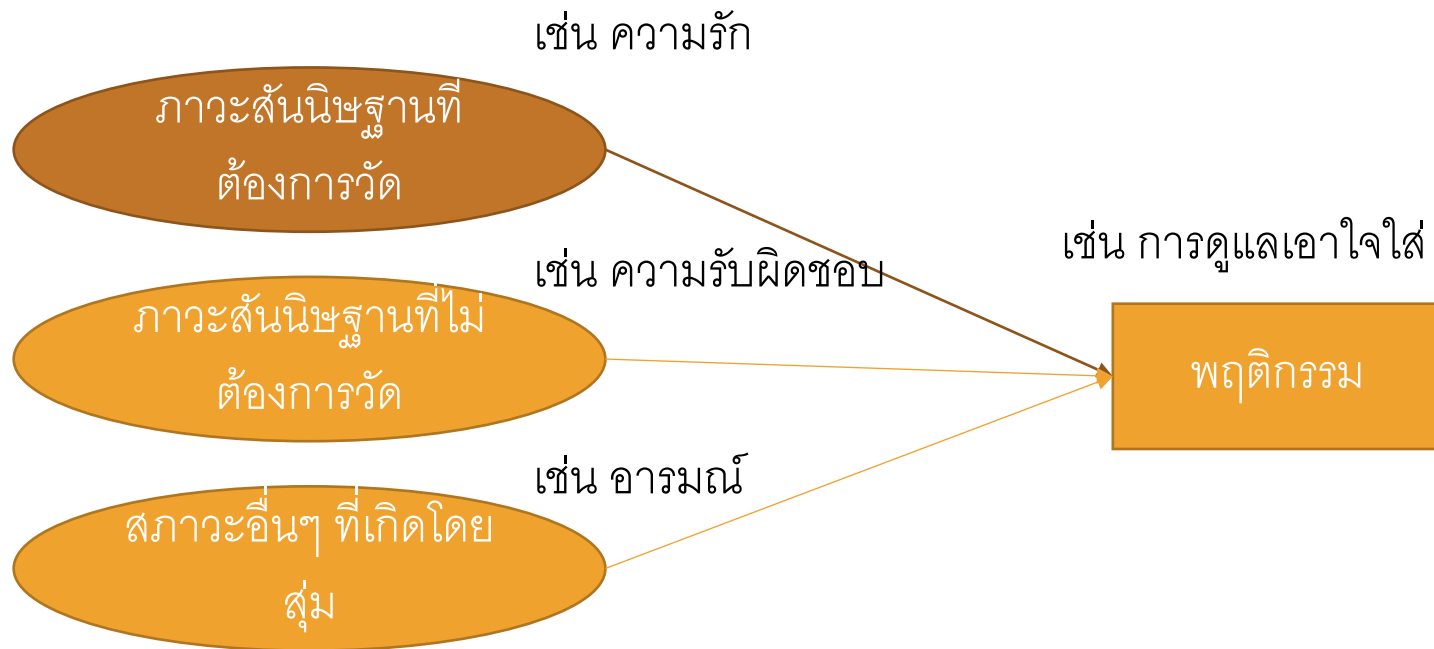 เช่น ความรัก
ภาวะสันนิษฐานที่
ต้องการวัด
เช่น การดูแลเอาใจใส่
เช่น ความรับผิดชอบ
ภาวะสันนิษฐานที่ไม่
ต้องการวัด
พฤติกรรม
เช่น อารมณ์
สภาวะอื่นๆ ที่เกิดโดย
สุ่ม